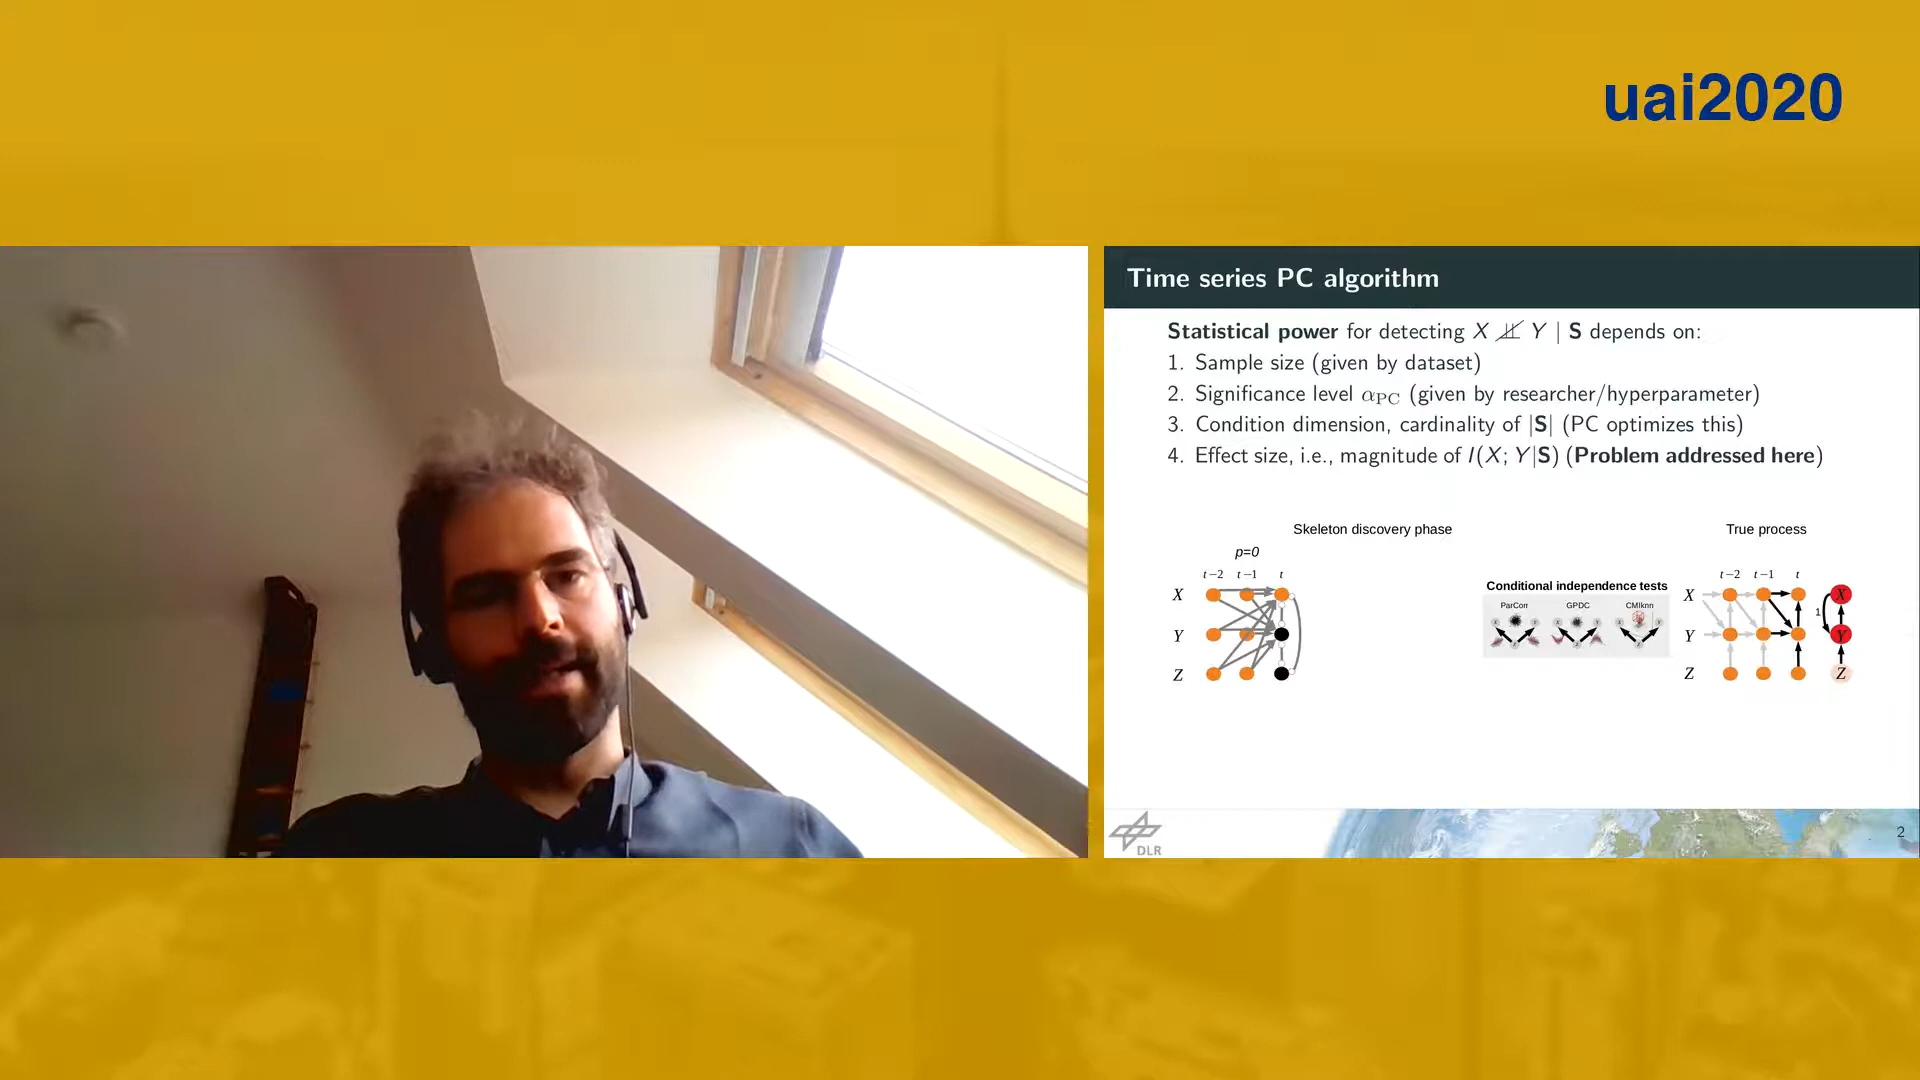 uai2020
Time series PC algorithm
Statistical power for detecting X ⫫̸ Y | S depends on:
1. Sample size (given by dataset)
2. Significance level α_PC (given by researcher/hyperparameter)
3. Condition dimension, cardinality of |S| (PC optimizes this)
4. Effect size, i.e., magnitude of I(X; Y|S) (Problem addressed here)
Skeleton discovery phase
True process
p=0
t−2 t−1 t
X
Y
Z
Conditional independence tests
ParCorr GPDC CMIknn
t−2 t−1 t
X X
1
Y Y
Z Z
DLR
2